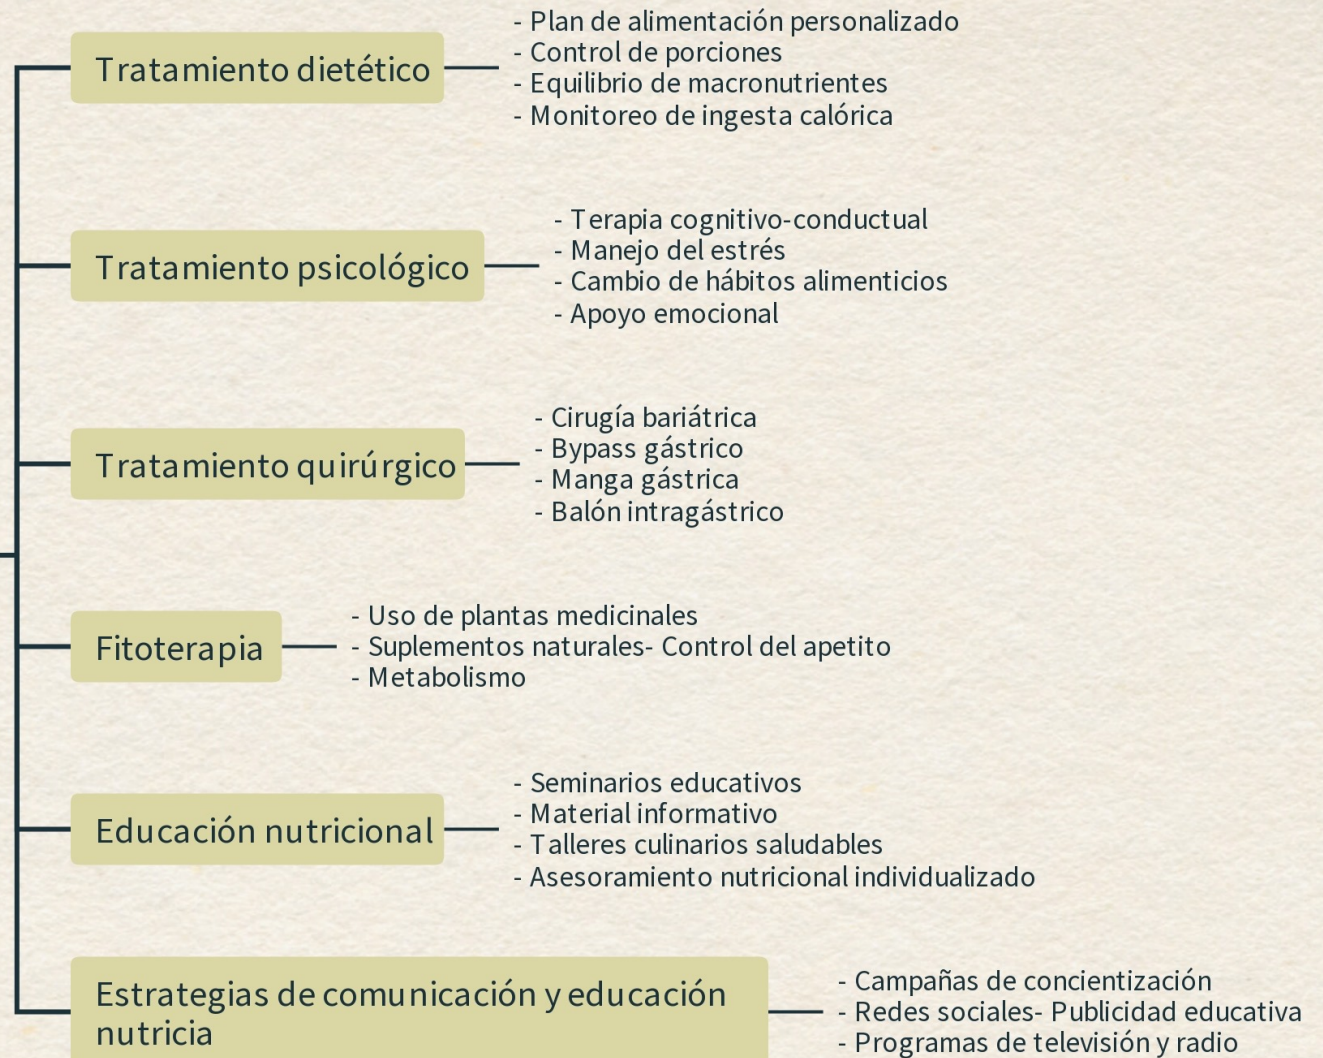 Tratamiento dietético
- Plan de alimentación personalizado
- Control de porciones
- Equilibrio de macronutrientes
- Monitoreo de ingesta calórica
Tratamiento psicológico
- Terapia cognitivo-conductual
- Manejo del estrés
- Cambio de hábitos alimenticios
- Apoyo emocional
Tratamiento quirúrgico
- Cirugía bariátrica
- Bypass gástrico
- Manga gástrica
- Balón intragástrico
Fitoterapia
- Uso de plantas medicinales
- Suplementos naturales- Control del apetito
- Metabolismo
Educación nutricional
- Seminarios educativos
- Material informativo
- Talleres culinarios saludables
- Asesoramiento nutricional individualizado
Estrategias de comunicación y educación
nutricia
- Campañas de concientización
- Redes sociales- Publicidad educativa
- Programas de televisión y radio